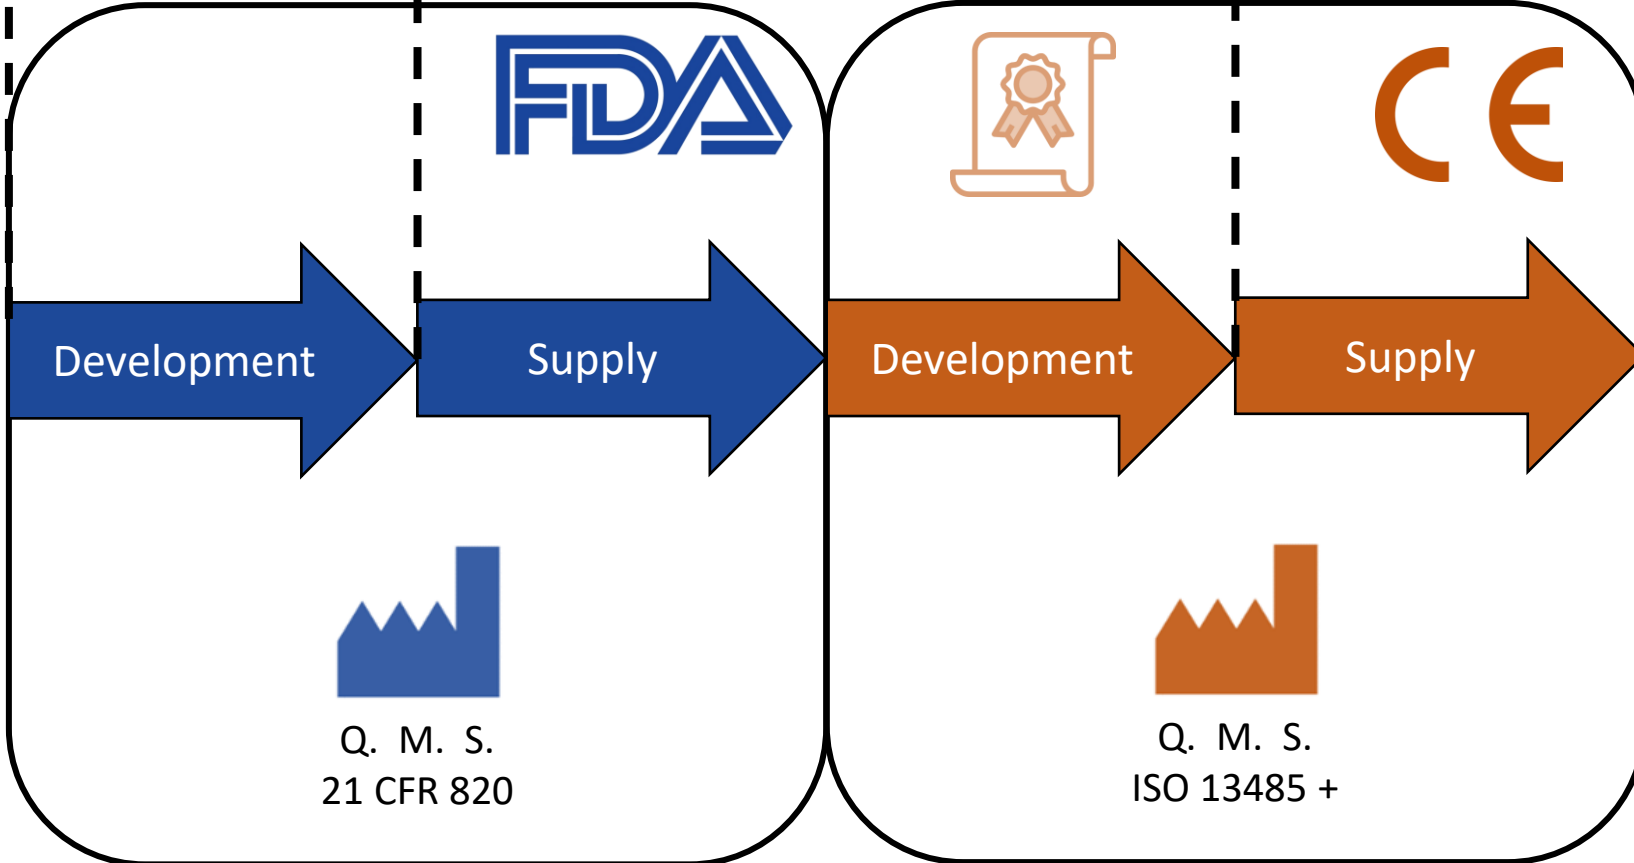 FDA
CE
Development
Supply
Development
Supply
Q. M. S.
21 CFR 820
Q. M. S.
ISO 13485 +